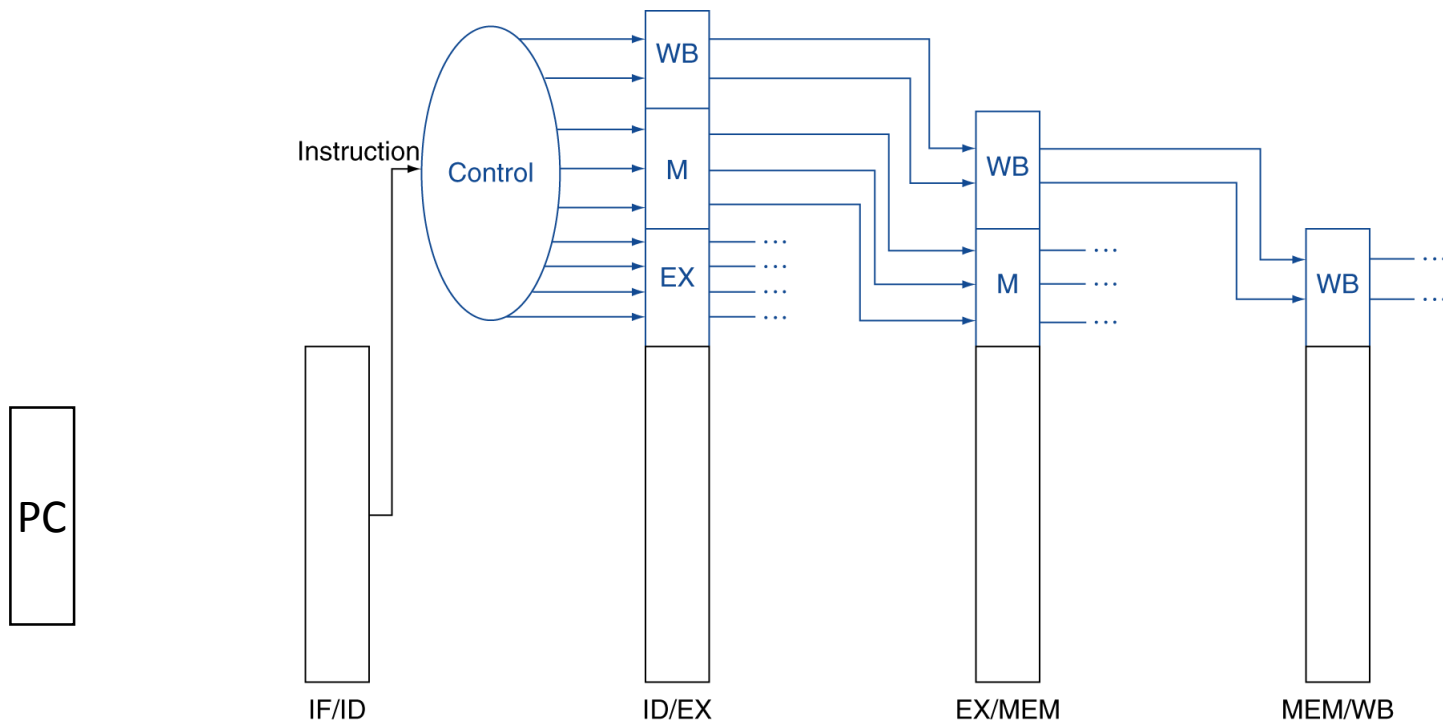 WB
Instruction
Control
M
WB
EX
...
...
...
...
M
...
...
...
WB
...
...
PC
IF/ID
ID/EX
EX/MEM
MEM/WB